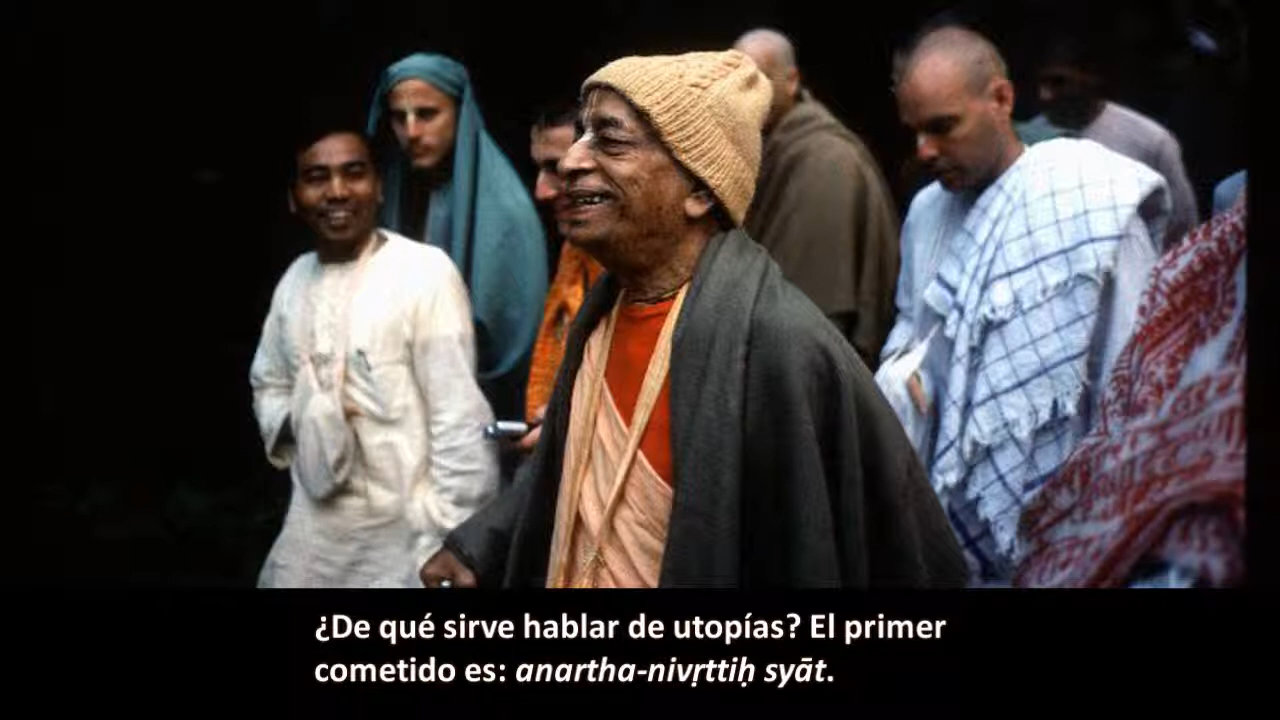 ¿De qué sirve hablar de utopías? El primer
cometido es: anartha-nivṛttiḥ syāt.